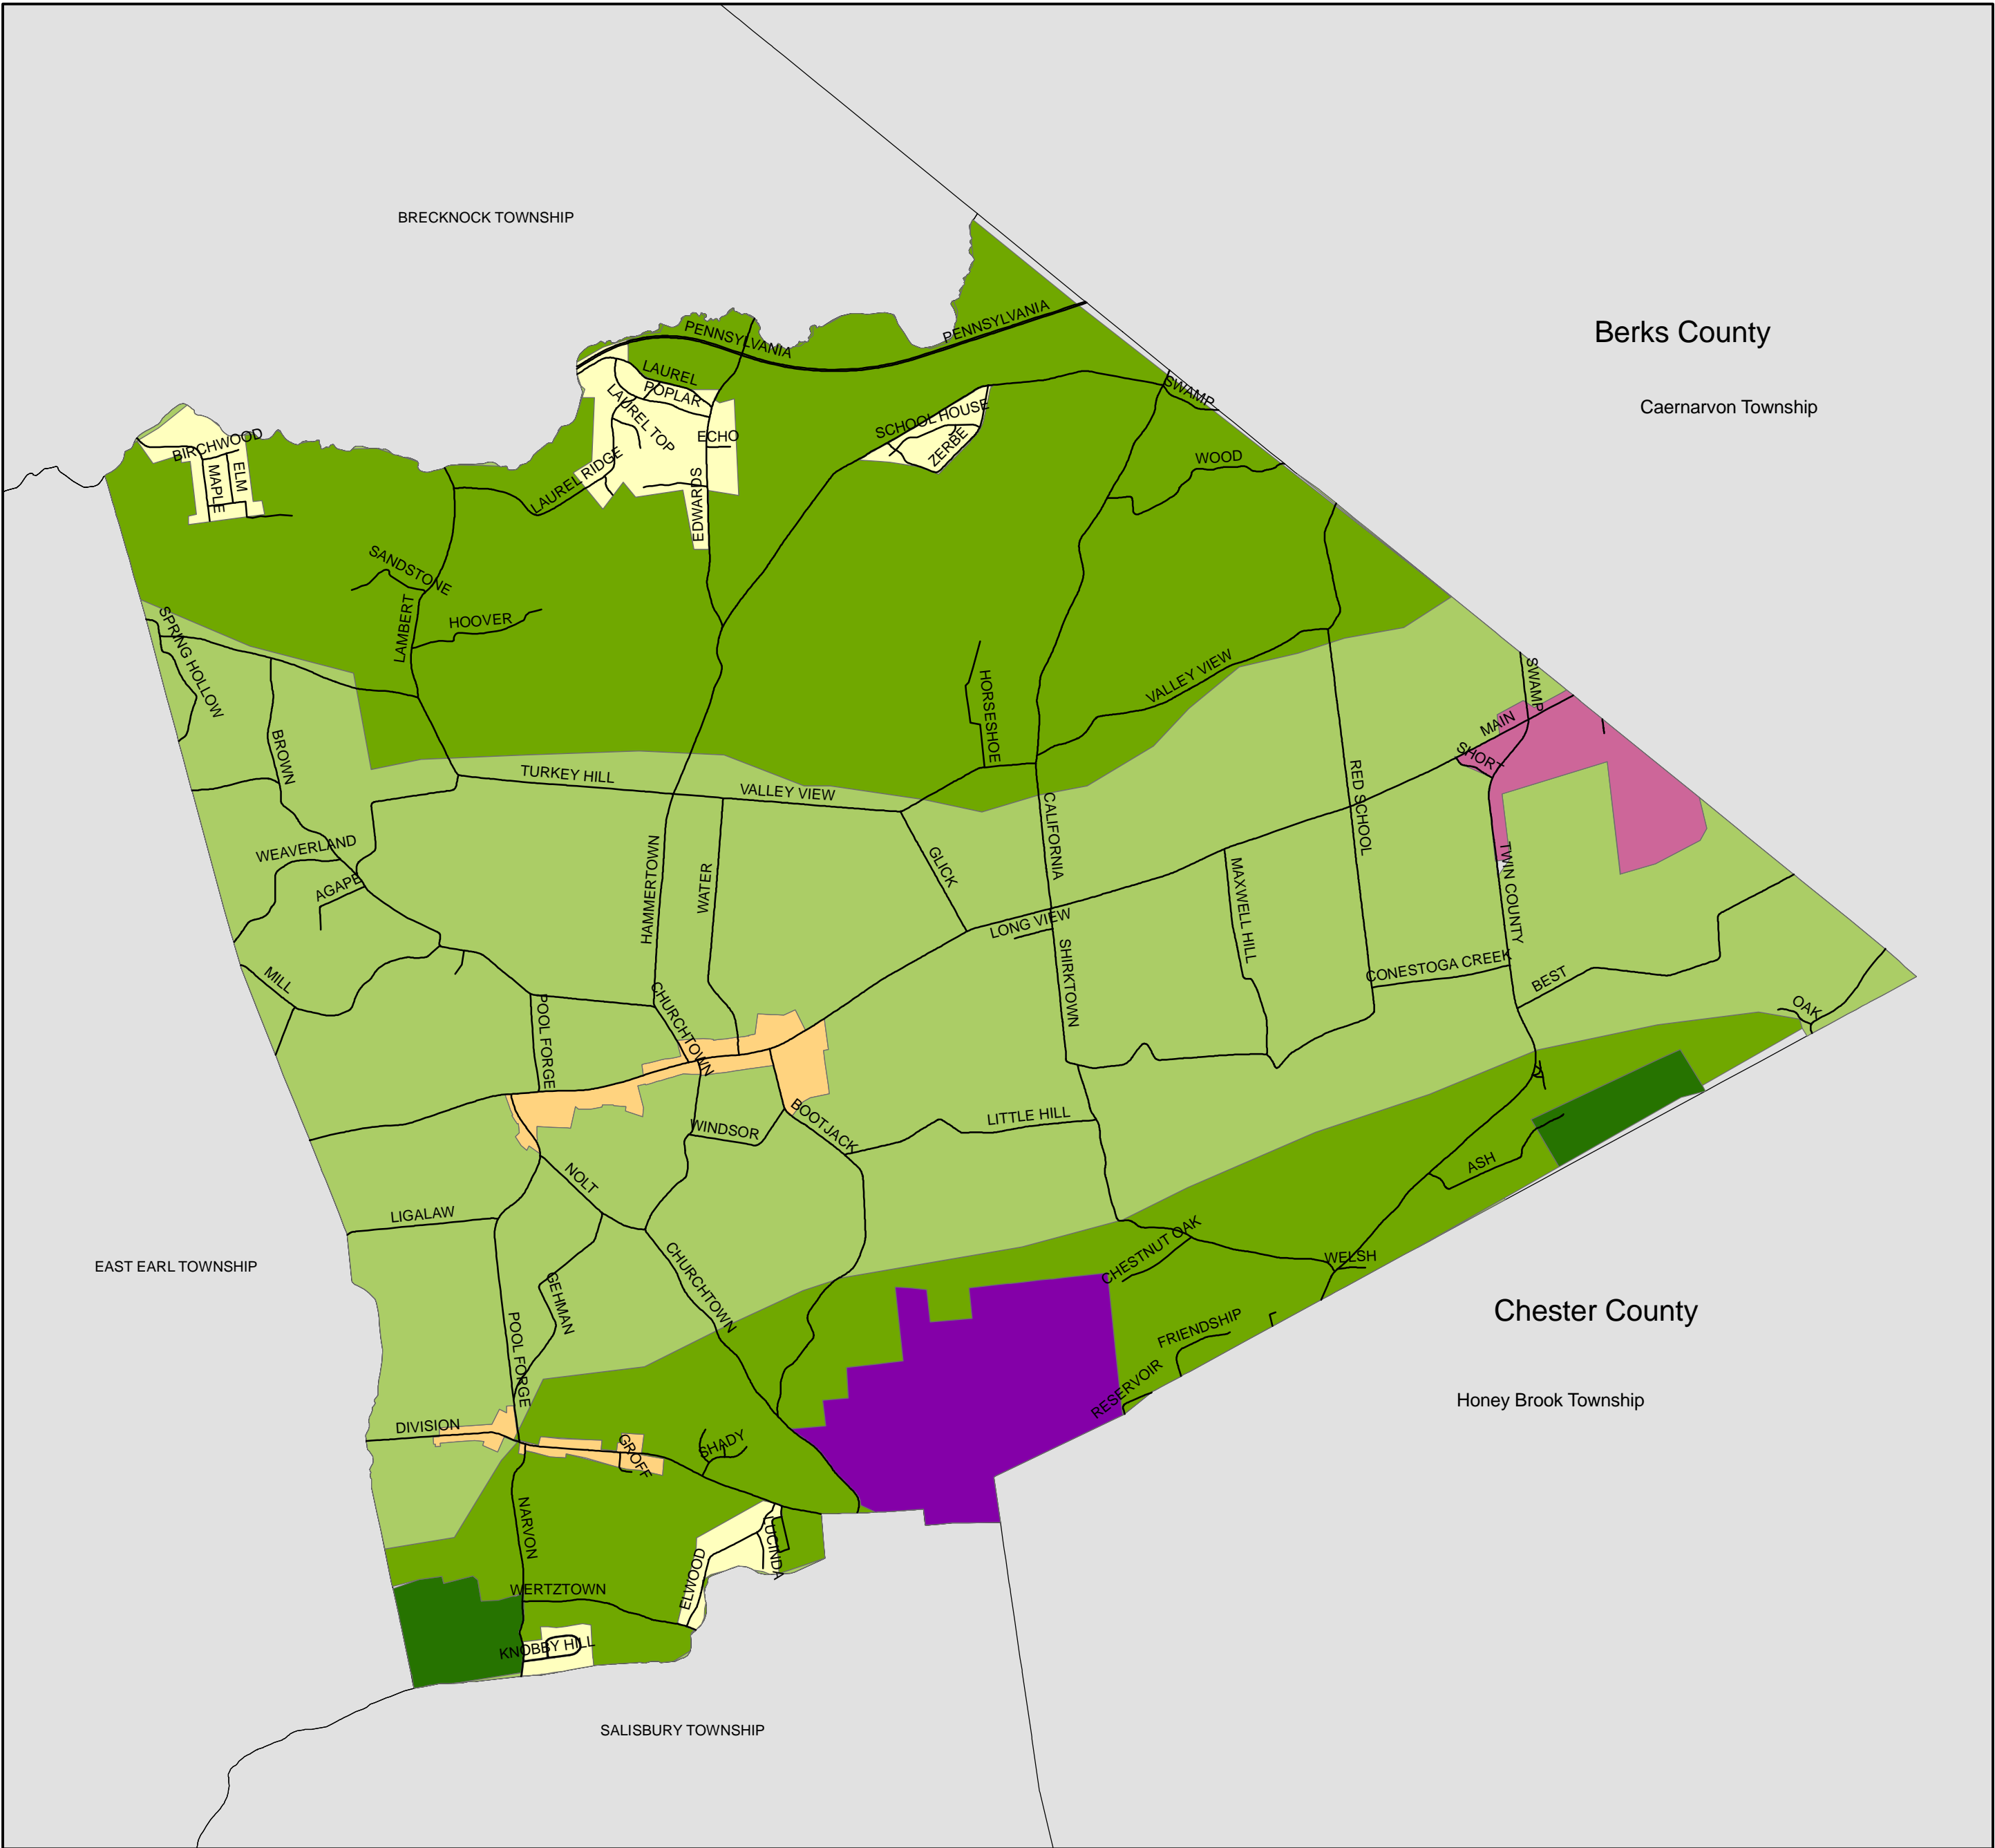 BRECKNOCK TOWNSHIP
Berks County
Caernarvon Township
PENNSYLVANIA
PENNSYLVANIA
LAUREL
POPLAR
LAUREL TOP
ECHO
LAUREL RIDGE
EDWARDS
SCHOOL HOUSE
ZERBE
SWAMP
WOOD
BIRCHWOOD
MAPLE
ELM
SANDSTONE
LAMBERT
HOOVER
SPRING HOLLOW
BROWN
HORSESHOE
VALLEY VIEW
SWAMP
MAIN
SHORT
TURKEY HILL
VALLEY VIEW
RED SCHOOL
CALIFORNIA
WEAVERLAND
AGAPE
HAMMERTOWN
WATER
GLICK
LONG VIEW
MAXWELL HILL
TWIN COUNTY
SHIRKTOWN
CONESTOGA CREEK
BEST
OAK
MILL
POOL FORGE
CHURCHTOWN
WINDSOR
BOOTJACK
LITTLE HILL
NOLT
ASH
LIGALAW
EAST EARL TOWNSHIP
CHESTNUT OAK
WELSH
GEHMAN
CHURCHTOWN
POOL FORGE
Chester County
FRIENDSHIP
RESERVOIR
Honey Brook Township
DIVISION
GROFF
SHADY
NARVON
LUCINDA
ELWOOD
WERTZTOWN
KNOBBY HILL
SALISBURY TOWNSHIP